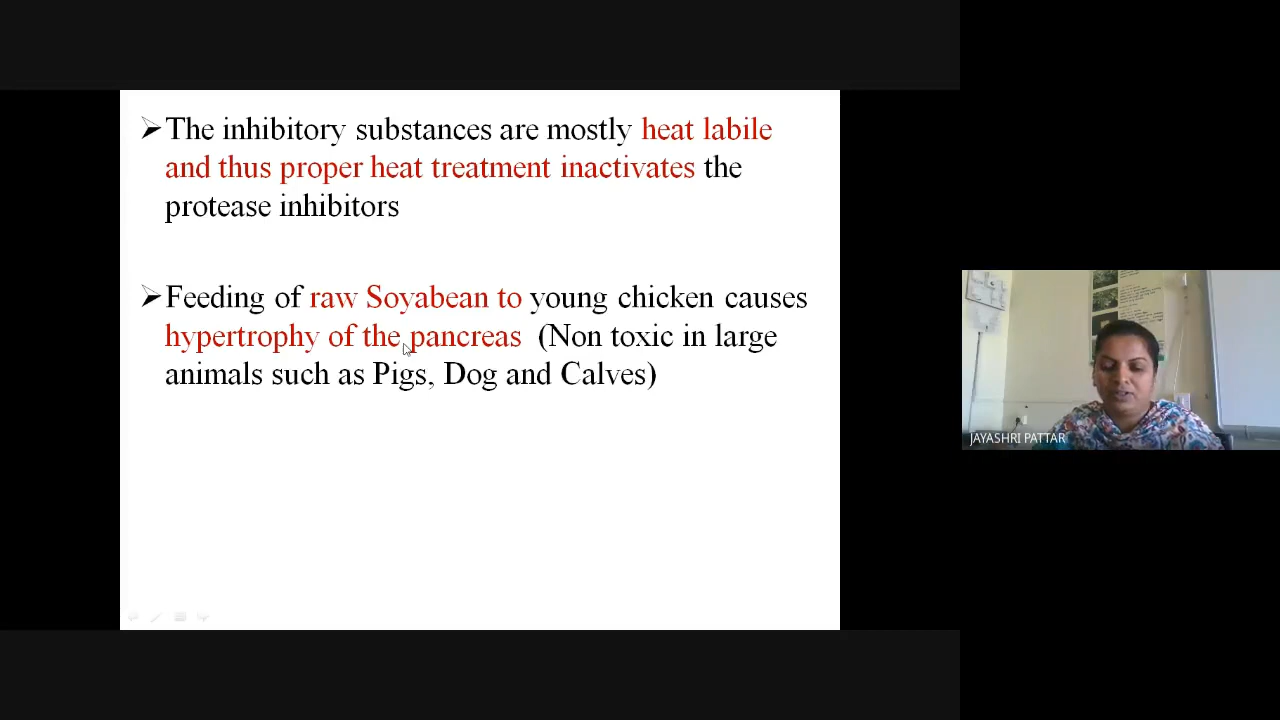 ➢The inhibitory substances are mostly heat labile
and thus proper heat treatment inactivates the
protease inhibitors
➢Feeding of raw Soyabean to young chicken causes
hypertrophy of the pancreas (Non toxic in large
animals such as Pigs, Dog and Calves)
JAYASHRI PATTAR